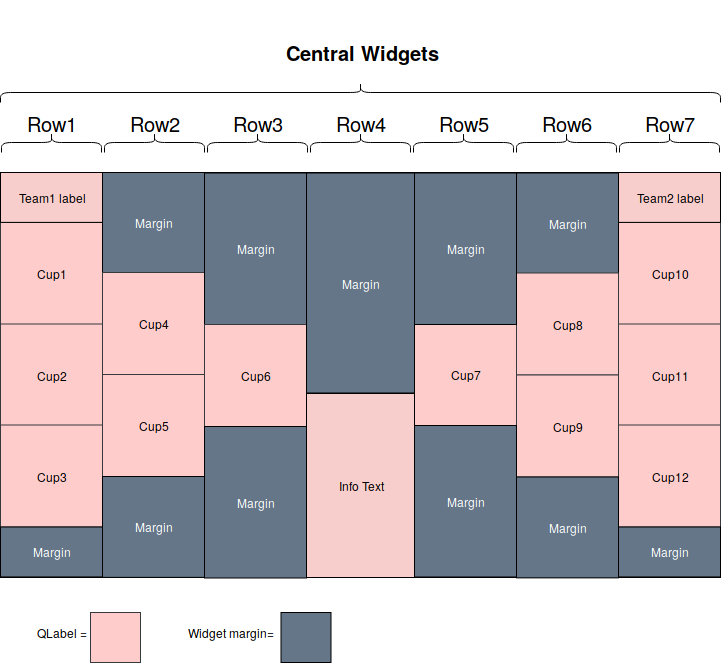 Central Widgets
Row1 Row2 Row3 Row4 Row5 Row6 Row7
Team1 label
Cup1
Cup2
Cup3
Margin
Margin
Cup4
Cup5
Margin
Margin
Cup6
Margin
Margin
Info Text
Margin
Cup7
Margin
Margin
Cup8
Cup9
Margin
Team2 label
Cup10
Cup11
Cup12
Margin
QLabel =
Widget margin=